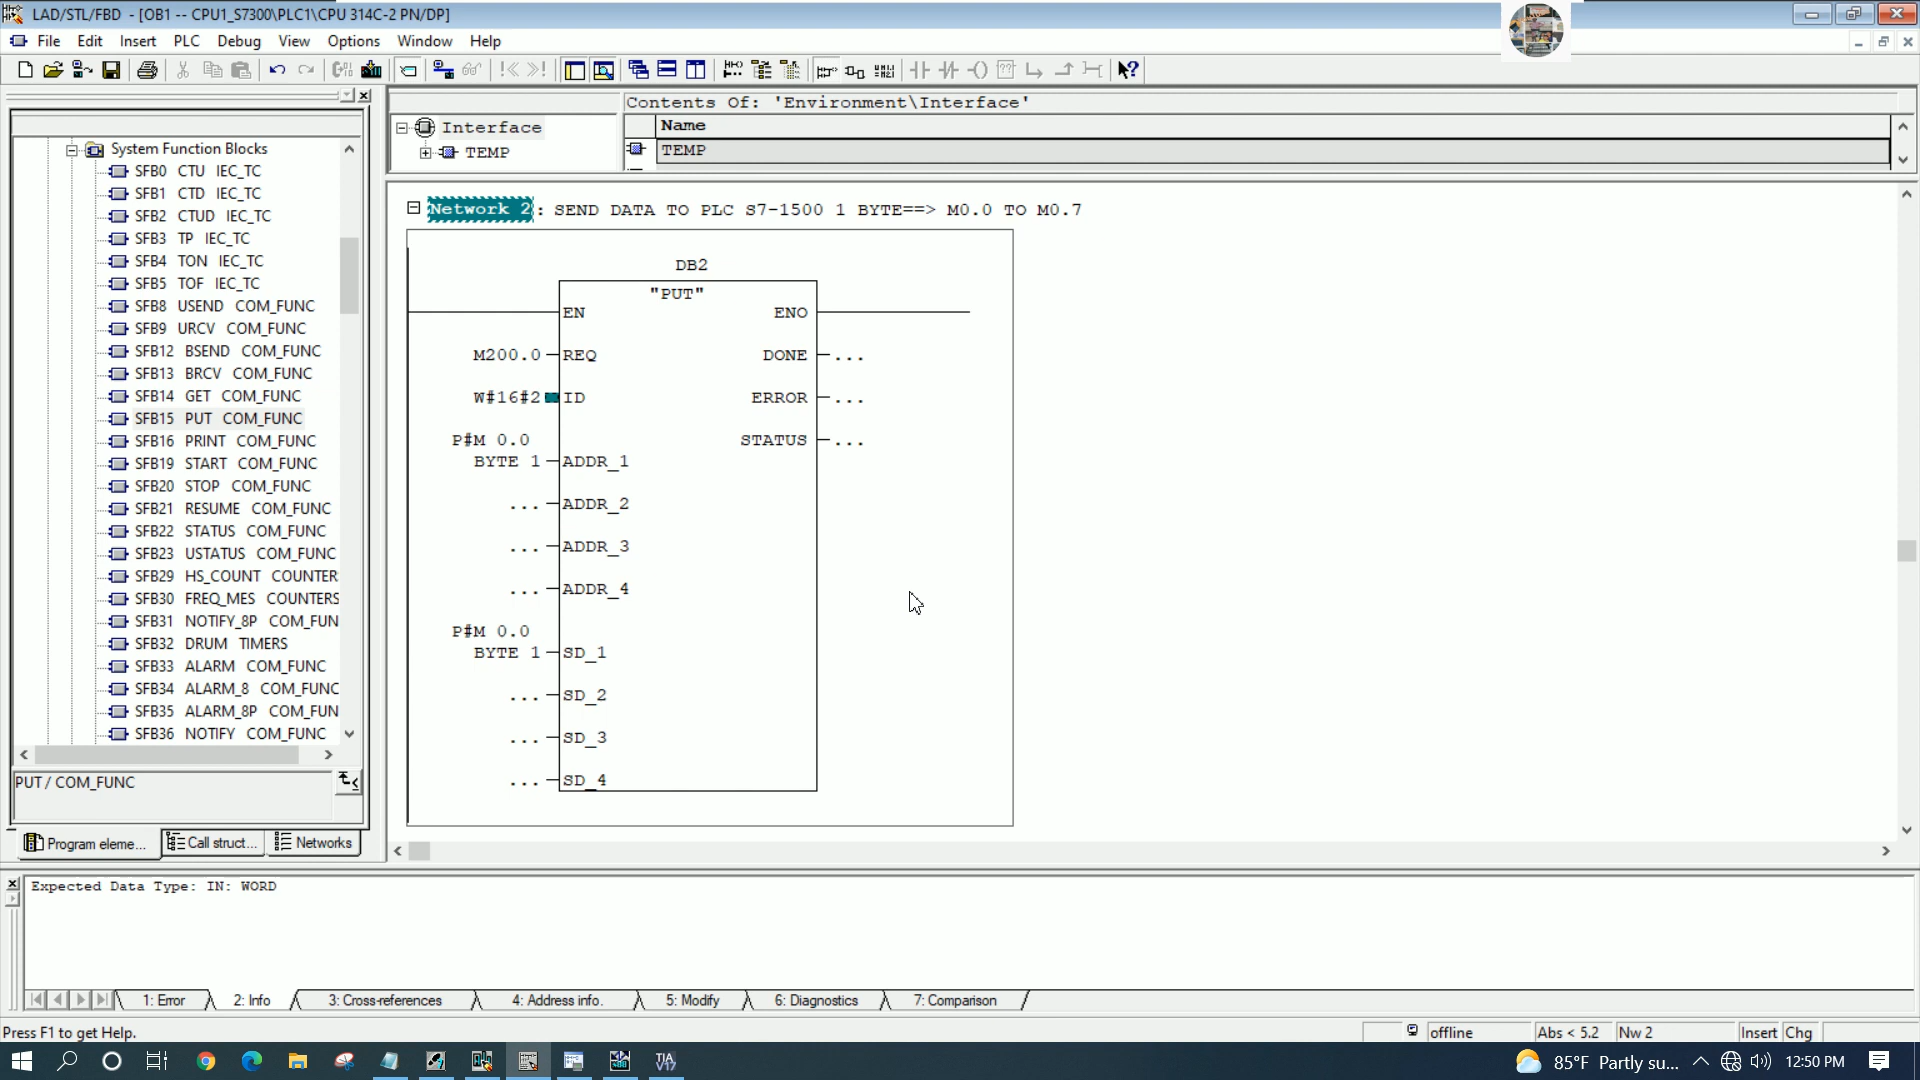 LAD/STL/FBD - [OB1 -- CPU1_S7300\PLC1\CPU 314C-2 PN/DP]
File Edit Insert PLC Debug View Options Window Help
Contents Of: 'Environment\Interface'
Interface
TEMP
Name
TEMP
System Function Blocks
SFB0 CTU IEC_TC
SFB1 CTD IEC_TC
SFB2 CTUD IEC_TC
SFB3 TP IEC_TC
SFB4 TON IEC_TC
SFB5 TOF IEC_TC
SFB8 USEND COM_FUNC
SFB9 URCV COM_FUNC
SFB12 BSEND COM_FUNC
SFB13 BRCV COM_FUNC
SFB14 GET COM_FUNC
SFB15 PUT COM_FUNC
SFB16 PRINT COM_FUNC
SFB19 START COM_FUNC
SFB20 STOP COM_FUNC
SFB21 RESUME COM_FUNC
SFB22 STATUS COM_FUNC
SFB23 USTATUS COM_FUNC
SFB29 HS_COUNT COUNTER
SFB30 FREQ_MES COUNTERS
SFB31 NOTIFY_8P COM_FUN
SFB32 DRUM TIMERS
SFB33 ALARM COM_FUNC
SFB34 ALARM_8 COM_FUNC
SFB35 ALARM_8P COM_FUN
SFB36 NOTIFY COM_FUNC
PUT / COM_FUNC
Program eleme... Call struct... Networks
Network 2 : SEND DATA TO PLC S7-1500 1 BYTE==> M0.0 TO M0.7
DB2
"PUT"
EN ENO
M200.0 REQ DONE ...
W#16#2 ID ERROR ...
P#M 0.0 STATUS ...
BYTE 1 ADDR_1
... ADDR_2
... ADDR_3
... ADDR_4
P#M 0.0
BYTE 1 SD_1
... SD_2
... SD_3
... SD_4
Expected Data Type: IN: WORD
1: Error 2: Info 3: Cross-references 4: Address info. 5: Modify 6: Diagnostics 7: Comparison
Press F1 to get Help.
offline Abs < 5.2 Nw 2 Insert Chg
TIA V17
85°F Partly su... 12:50 PM